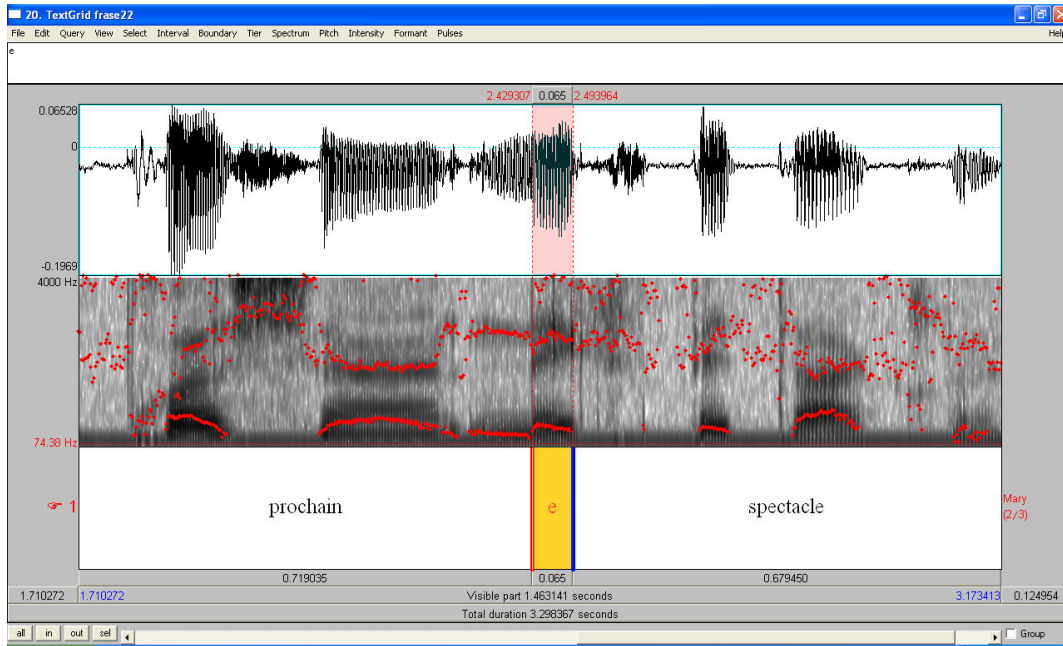 20. TextGrid frase22
File Edit Query View Select Interval Boundary Tier Spectrum Pitch Intensity Formant Pulses Help
e
2.429307 0.065 2.493964
0.06528
0
-0.1969
4000 Hz
74.38 Hz
1 prochain e spectacle Mary
(2/3)
0.719035 0.065 0.679450
1.710272 1.710272 Visible part 1.463141 seconds 3.173413 0.124954
Total duration 3.298367 seconds
all in out sel Group